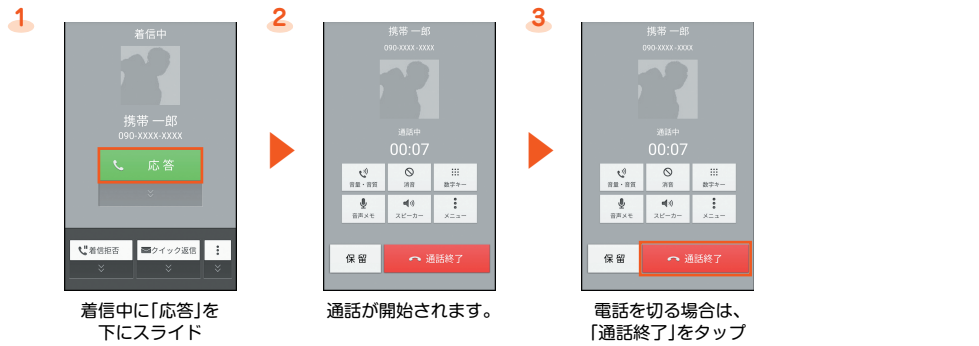 1
着信中
携帯 一郎
090-XXXX-XXXX
応答
着信拒否
クイック返信
着信中に｢応答｣を
下にスライド
2
携帯 一郎
090-XXXX-XXXX
通話中
00:07
音量・音質
消音
数字キー
音声メモ
スピーカー
メニュー
保留
通話終了
通話が開始されます。
3
携帯 一郎
090-XXXX-XXXX
通話中
00:07
音量・音質
消音
数字キー
音声メモ
スピーカー
メニュー
保留
通話終了
電話を切る場合は、
｢通話終了｣をタップ